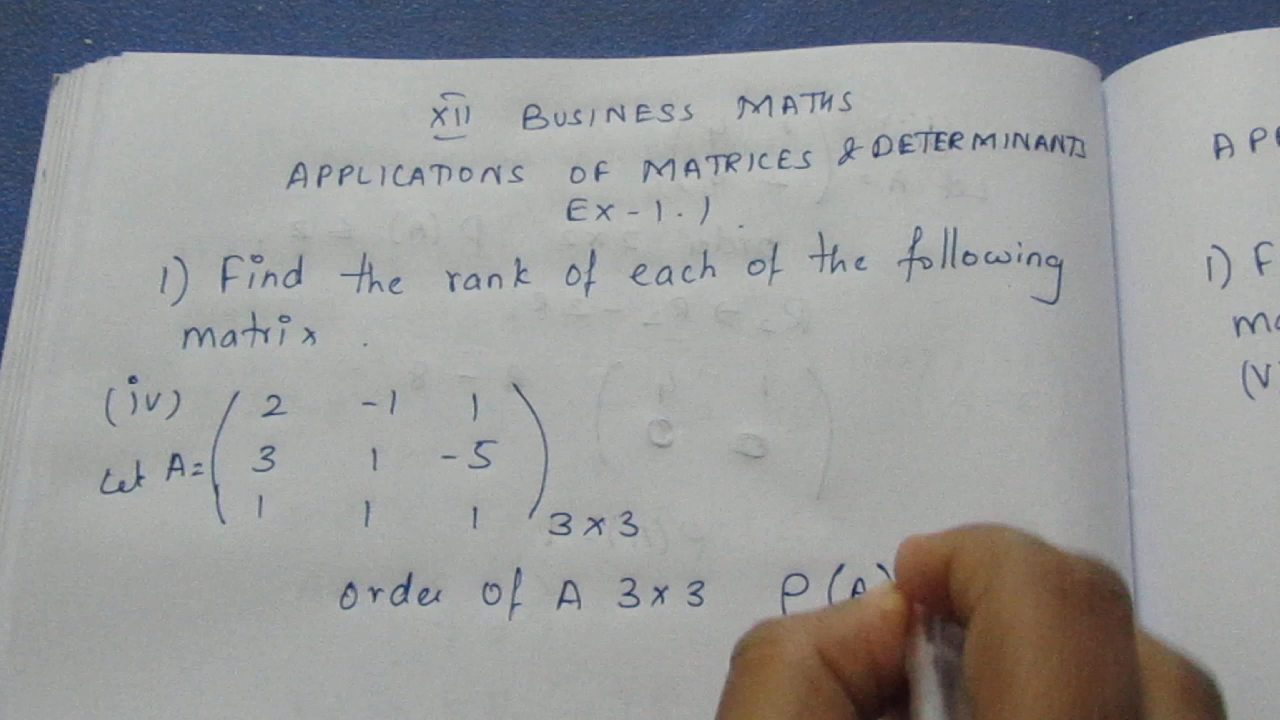 XII BUSINESS MATHS
APPLICATIONS OF MATRICES & DETERMINANTS
EX-1.1
1) Find the rank of each of the following
matrix.
(iv)
Let A= ( 2 -1 1
3 1 -5
1 1 1 ) 3×3
order of A 3×3 ρ(A)
1)
(V